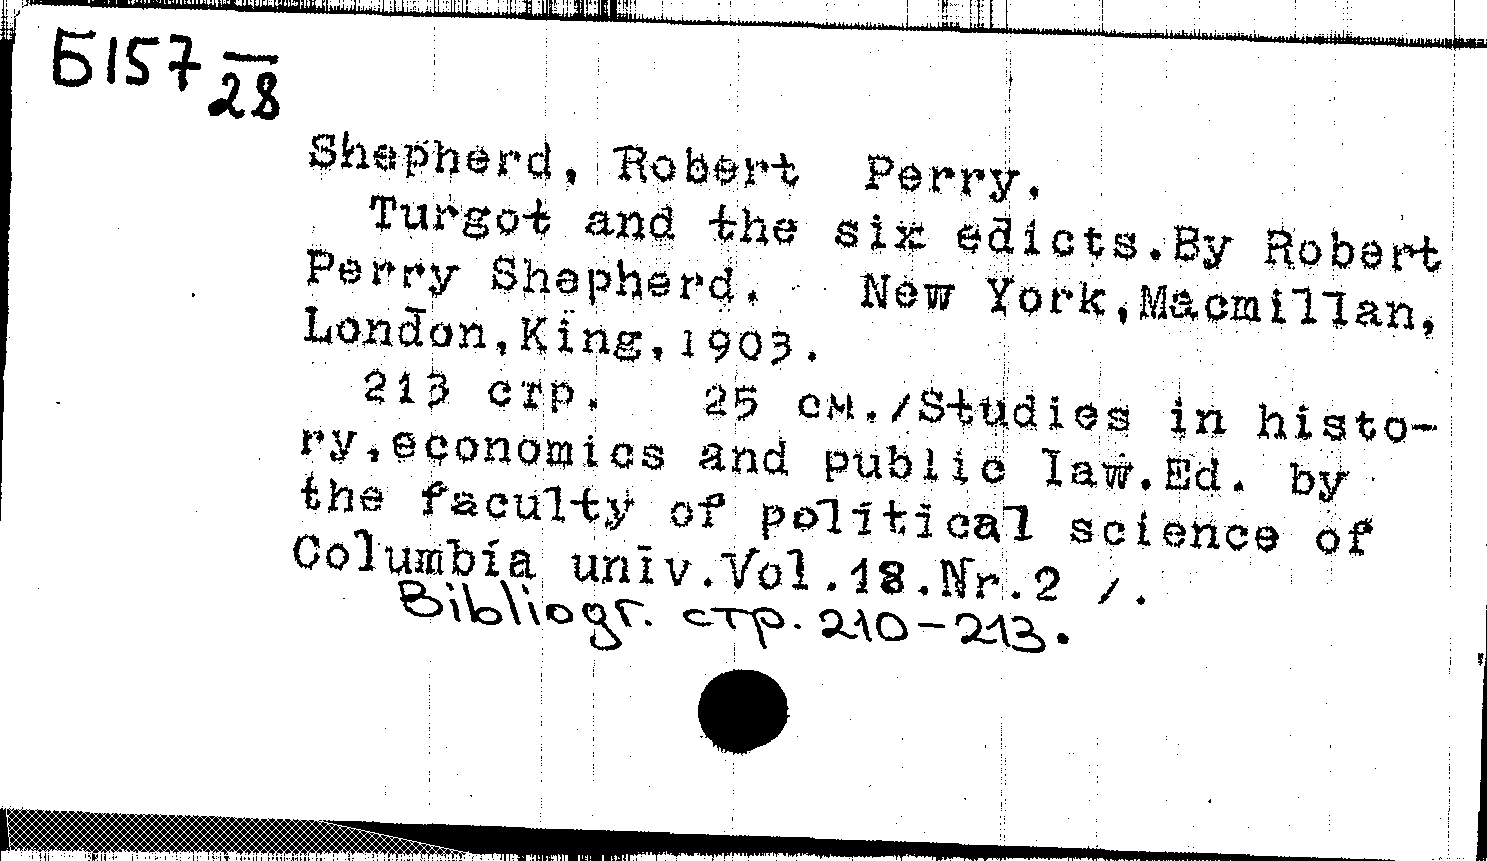 Б157 28
Shepherd, Robert Perry.
Turgot and the six edicts.By Robert
Perry Shepherd. New York,Macmillan,
London,King,1903.
213 стр. 25 см./Studies in histo-
ry,economics and public law.Ed. by
the faculty of political science of
Columbia univ.Vol.18.Nr.2 /.
Bibliogr. стр. 210-213.